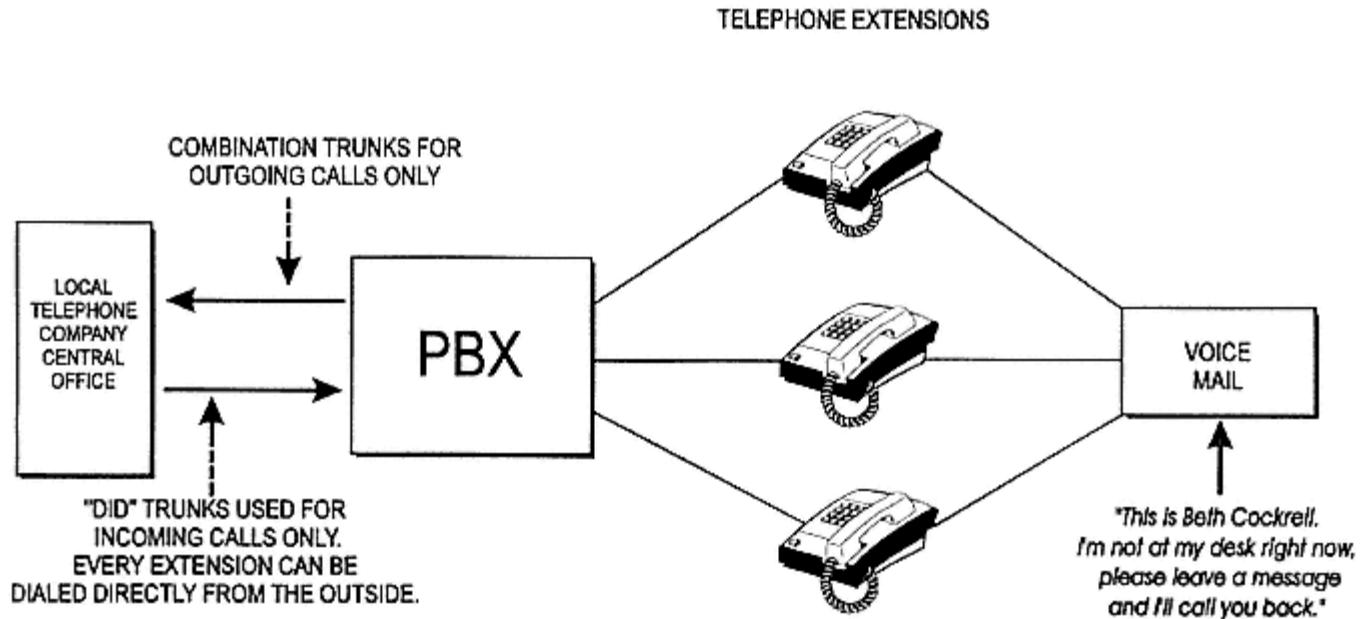 TELEPHONE EXTENSIONS
COMBINATION TRUNKS FOR
OUTGOING CALLS ONLY
LOCAL
TELEPHONE
COMPANY
CENTRAL
OFFICE
PBX
VOICE
MAIL
"DID" TRUNKS USED FOR
INCOMING CALLS ONLY.
EVERY EXTENSION CAN BE
DIALED DIRECTLY FROM THE OUTSIDE.
"This is Beth Cockrell.
I'm not at my desk right now,
please leave a message
and I'll call you back."